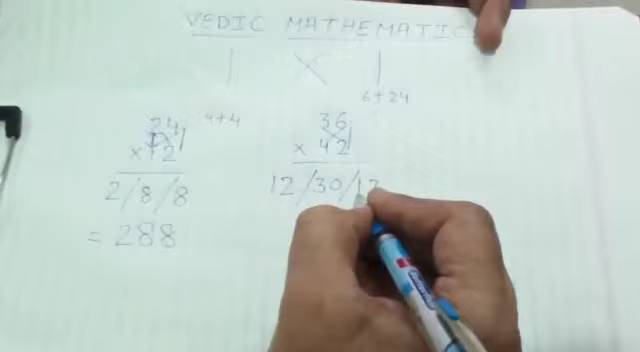 VEDIC MATHEMATICS
| X |
6+24
24 4+4 36
× 12 × 42
2/8/8 12/30/12
= 288